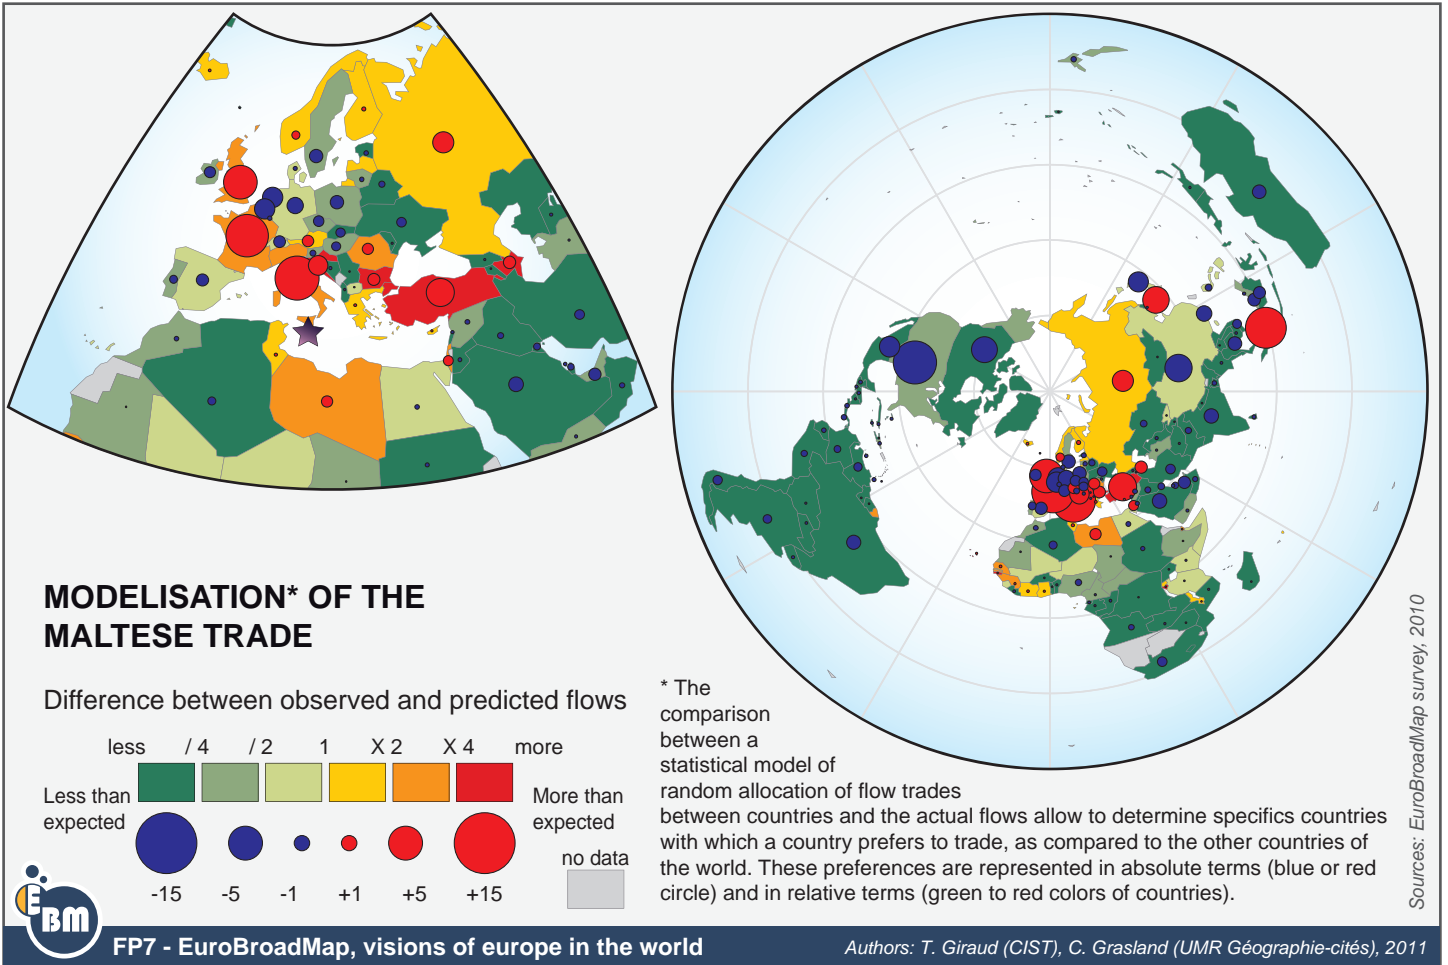 MODELISATION* OF THE
MALTESE TRADE
Difference between observed and predicted flows
less / 4 / 2 1 X 2 X 4 more
Less than
expected
More than
expected
no data
-15 -5 -1 +1 +5 +15
* The
comparison
between a
statistical model of
random allocation of flow trades
between countries and the actual flows allow to determine specifics countries
with which a country prefers to trade, as compared to the other countries of
the world. These preferences are represented in absolute terms (blue or red
circle) and in relative terms (green to red colors of countries).
Sources: EuroBroadMap survey, 2010
EBM
FP7 - EuroBroadMap, visions of europe in the world
Authors: T. Giraud (CIST), C. Grasland (UMR Géographie-cités), 2011